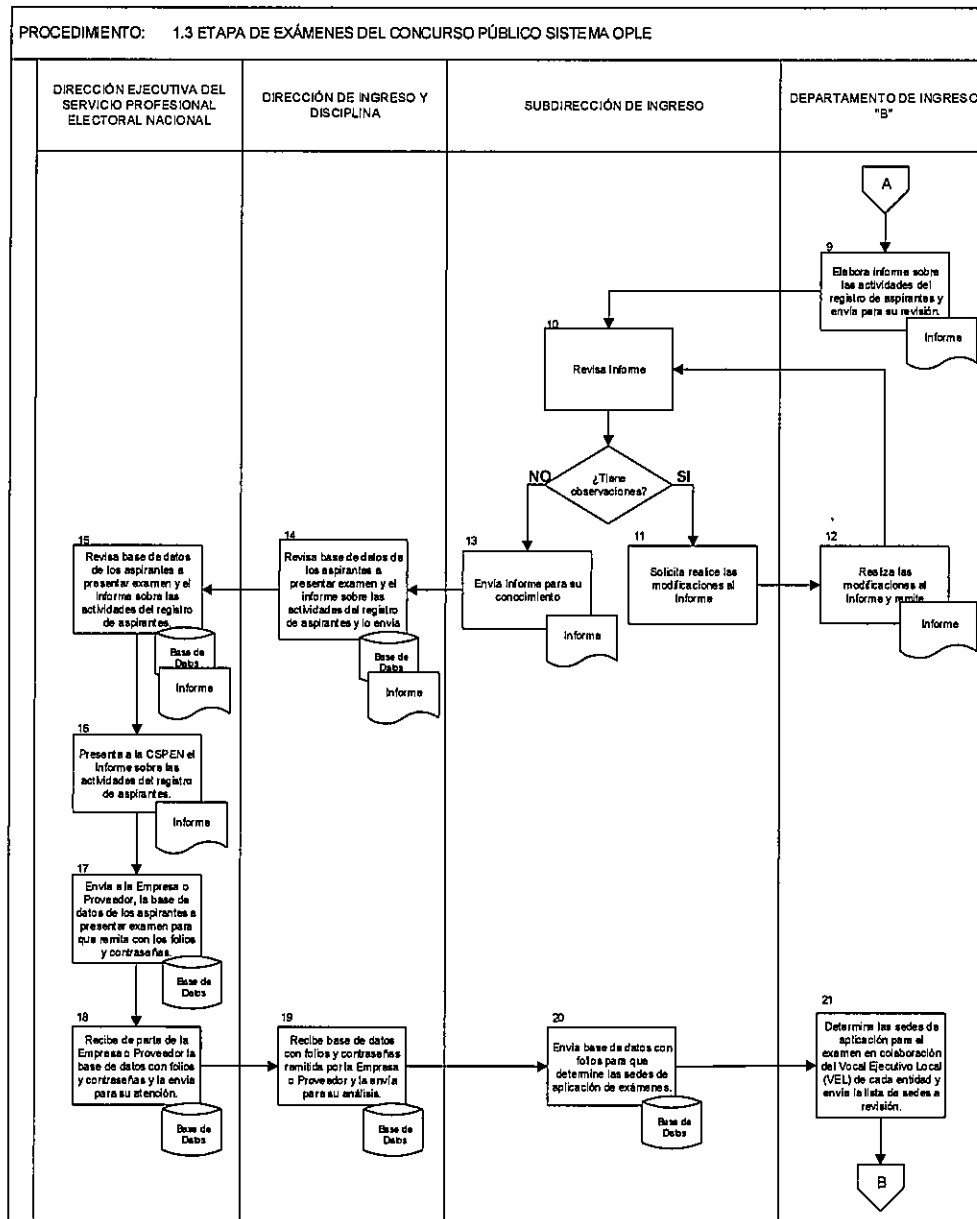 PROCEDIMIENTO: 1.3 ETAPA DE EXÁMENES DEL CONCURSO PÚBLICO SISTEMA OPLE
DIRECCIÓN EJECUTIVA DEL
SERVICIO PROFESIONAL
ELECTORAL NACIONAL
DIRECCIÓN DE INGRESO Y
DISCIPLINA
SUBDIRECCIÓN DE INGRESO
DEPARTAMENTO DE INGRESO
"B"
A
9
Elabora informe sobre
las actividades del
registro de aspirantes y
envía para su revisión.
Informe
10
Revisa Informe
¿Tiene
observaciones?
NO
SI
11
Solicita realice las
modificaciones al
Informe
12
Realiza las
modificaciones al
Informe y remite
Informe
13
Envía Informe para su
conocimiento
Informe
14
Revisa base de datos de
los aspirantes a
presentar examen y el
informe sobre las
actividades del registro
de aspirantes y lo envía
Base de
Datos
Informe
15
Revisa base de datos
de los aspirantes a
presentar examen y el
Informe sobre las
actividades del registro
de aspirantes.
Base de
Datos
Informe
16
Presenta a la CSPEN el
Informe sobre las
actividades del registro
de aspirantes.
Informe
17
Envía a la Empresa o
Proveedor, la base de
datos de los aspirantes a
presentar examen para
que remita con los folios
y contraseñas.
Base de
Datos
18
Recibe de parte de la
Empresa o Proveedor la
base de datos con folios
y contraseñas y la envía
para su atención.
Base de
Datos
19
Recibe base de datos
con folios y contraseñas
remitida por la Empresa
o Proveedor y la envía
para su análisis.
Base de
Datos
20
Envía base de datos con
folios para que
determine las sedes de
aplicación de exámenes.
Base de
Datos
21
Determina las sedes de
aplicación para el
examen en colaboración
del Vocal Ejecutivo Local
(VEL) de cada entidad y
envía la lista de sedes a
revisión.
B